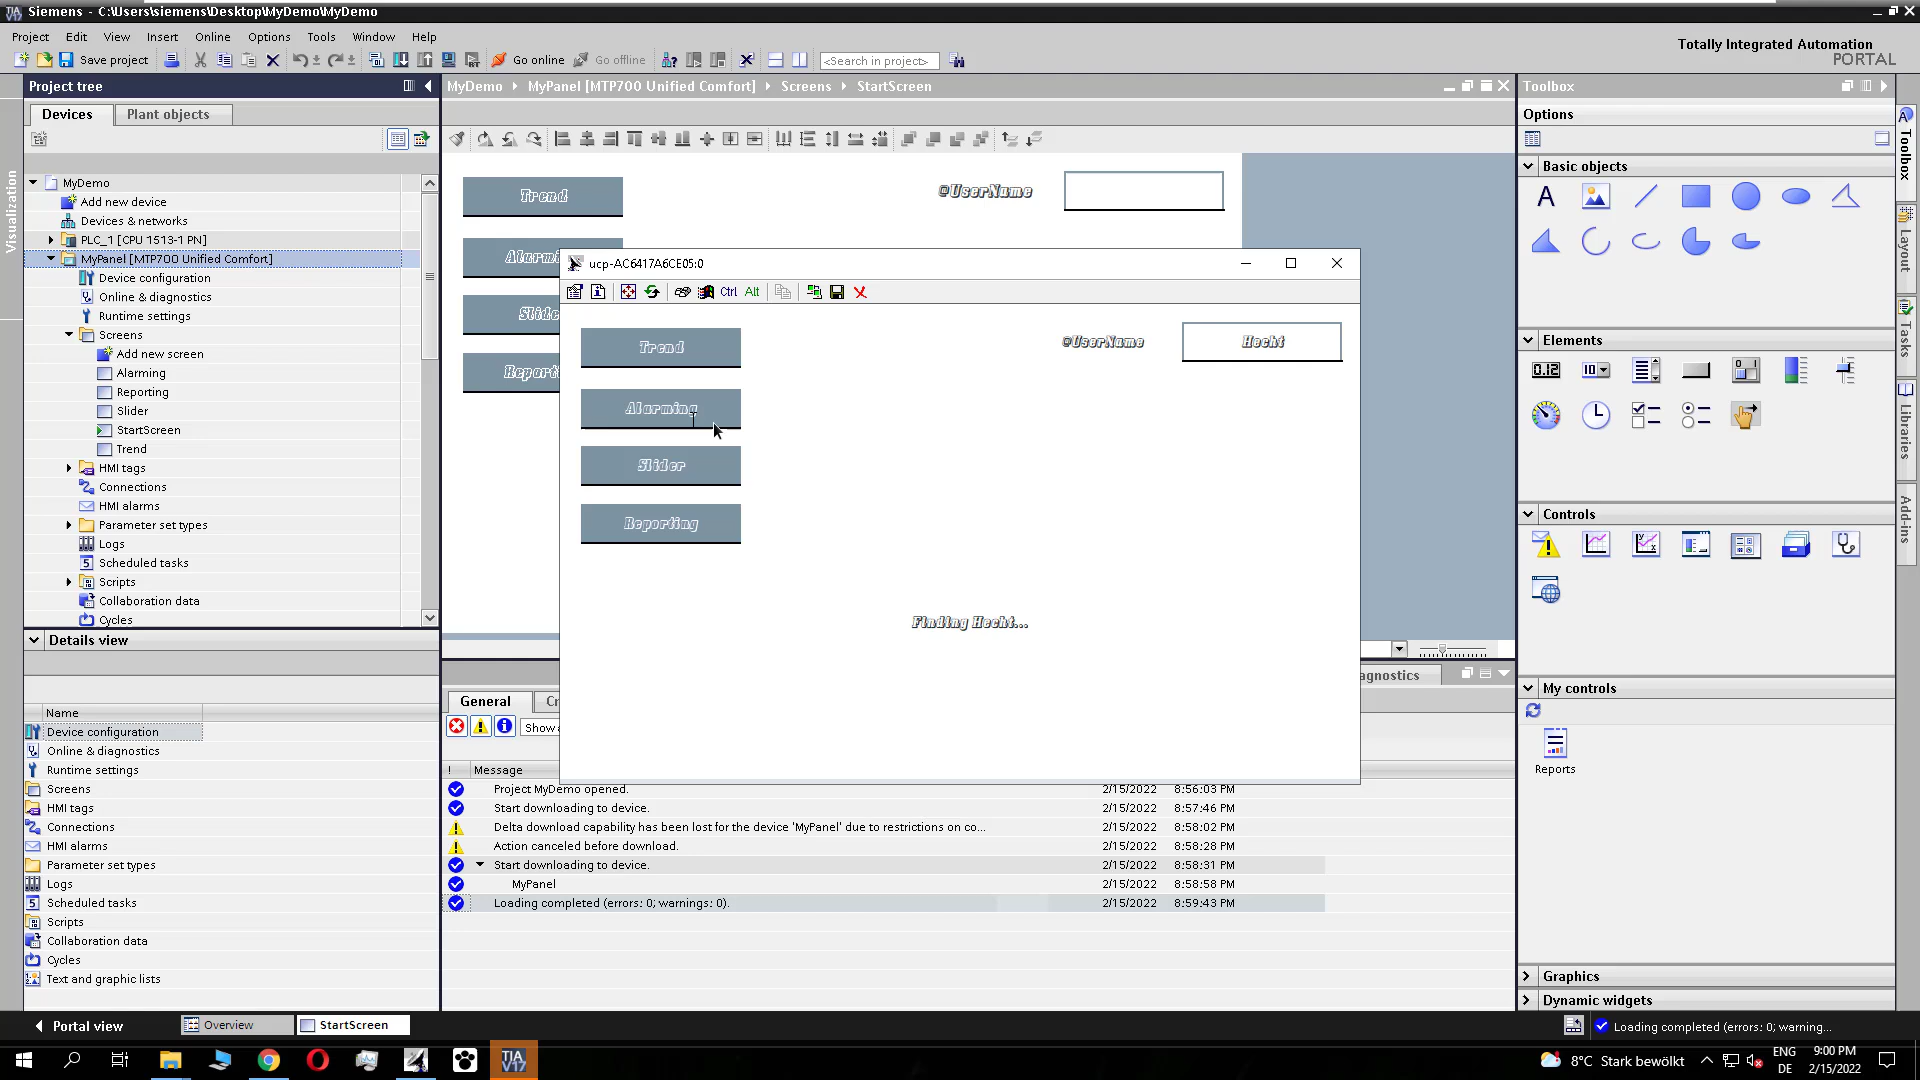 Siemens - C:\Users\siemens\Desktop\MyDemo\MyDemo
Project Edit View Insert Online Options Tools Window Help
Totally Integrated Automation
PORTAL
Save project
Go online
Go offline
<Search in project>
Project tree
MyDemo
MyPanel [MTP700 Unified Comfort]
Screens
StartScreen
Toolbox
Devices
Plant objects
Options
Visualization
MyDemo
Add new device
Devices & networks
PLC_1 [CPU 1513-1 PN]
MyPanel [MTP700 Unified Comfort]
Device configuration
Online & diagnostics
Runtime settings
Screens
Add new screen
Alarming
Reporting
Slider
StartScreen
Trend
HMI tags
Connections
HMI alarms
Parameter set types
Logs
Scheduled tasks
Scripts
Collaboration data
Cycles
Details view
Name
Device configuration
Online & diagnostics
Runtime settings
Screens
HMI tags
Connections
HMI alarms
Parameter set types
Logs
Scheduled tasks
Scripts
Collaboration data
Cycles
Text and graphic lists
Trend
@UserName
Alarmi
Slide
Reporti
ucp-AC6417A6CE05:0
Ctrl Alt
Trend
@UserName
Hecht
Alarming
Slider
Reporting
Finding Hecht...
agnostics
General
Cr
Show a
! Message
Project MyDemo opened. 2/15/2022 8:56:03 PM
Start downloading to device. 2/15/2022 8:57:46 PM
Delta download capability has been lost for the device 'MyPanel' due to restrictions on co... 2/15/2022 8:58:02 PM
Action canceled before download. 2/15/2022 8:58:28 PM
Start downloading to device. 2/15/2022 8:58:31 PM
MyPanel 2/15/2022 8:58:58 PM
Loading completed (errors: 0; warnings: 0). 2/15/2022 8:59:43 PM
Basic objects
A
Elements
0.12
10
Controls
My controls
Reports
Graphics
Dynamic widgets
Toolbox
Layout
Tasks
Libraries
Add-ins
Portal view
Overview
StartScreen
Loading completed (errors: 0; warning...
TIA
V17
8°C Stark bewölkt
ENG
DE
9:00 PM
2/15/2022